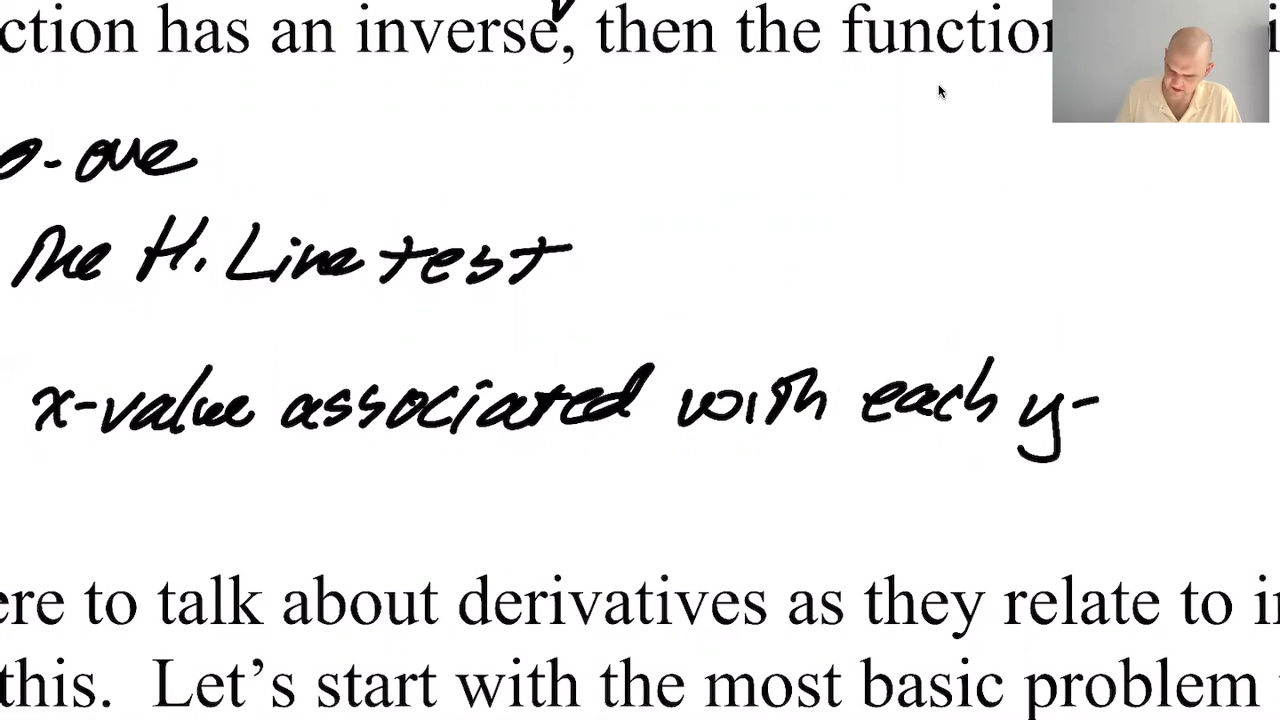 ction has an inverse, then the function
o-one
The H. Line test
x-value associated with each y-
ere to talk about derivatives as they relate to i
this. Let’s start with the most basic problem